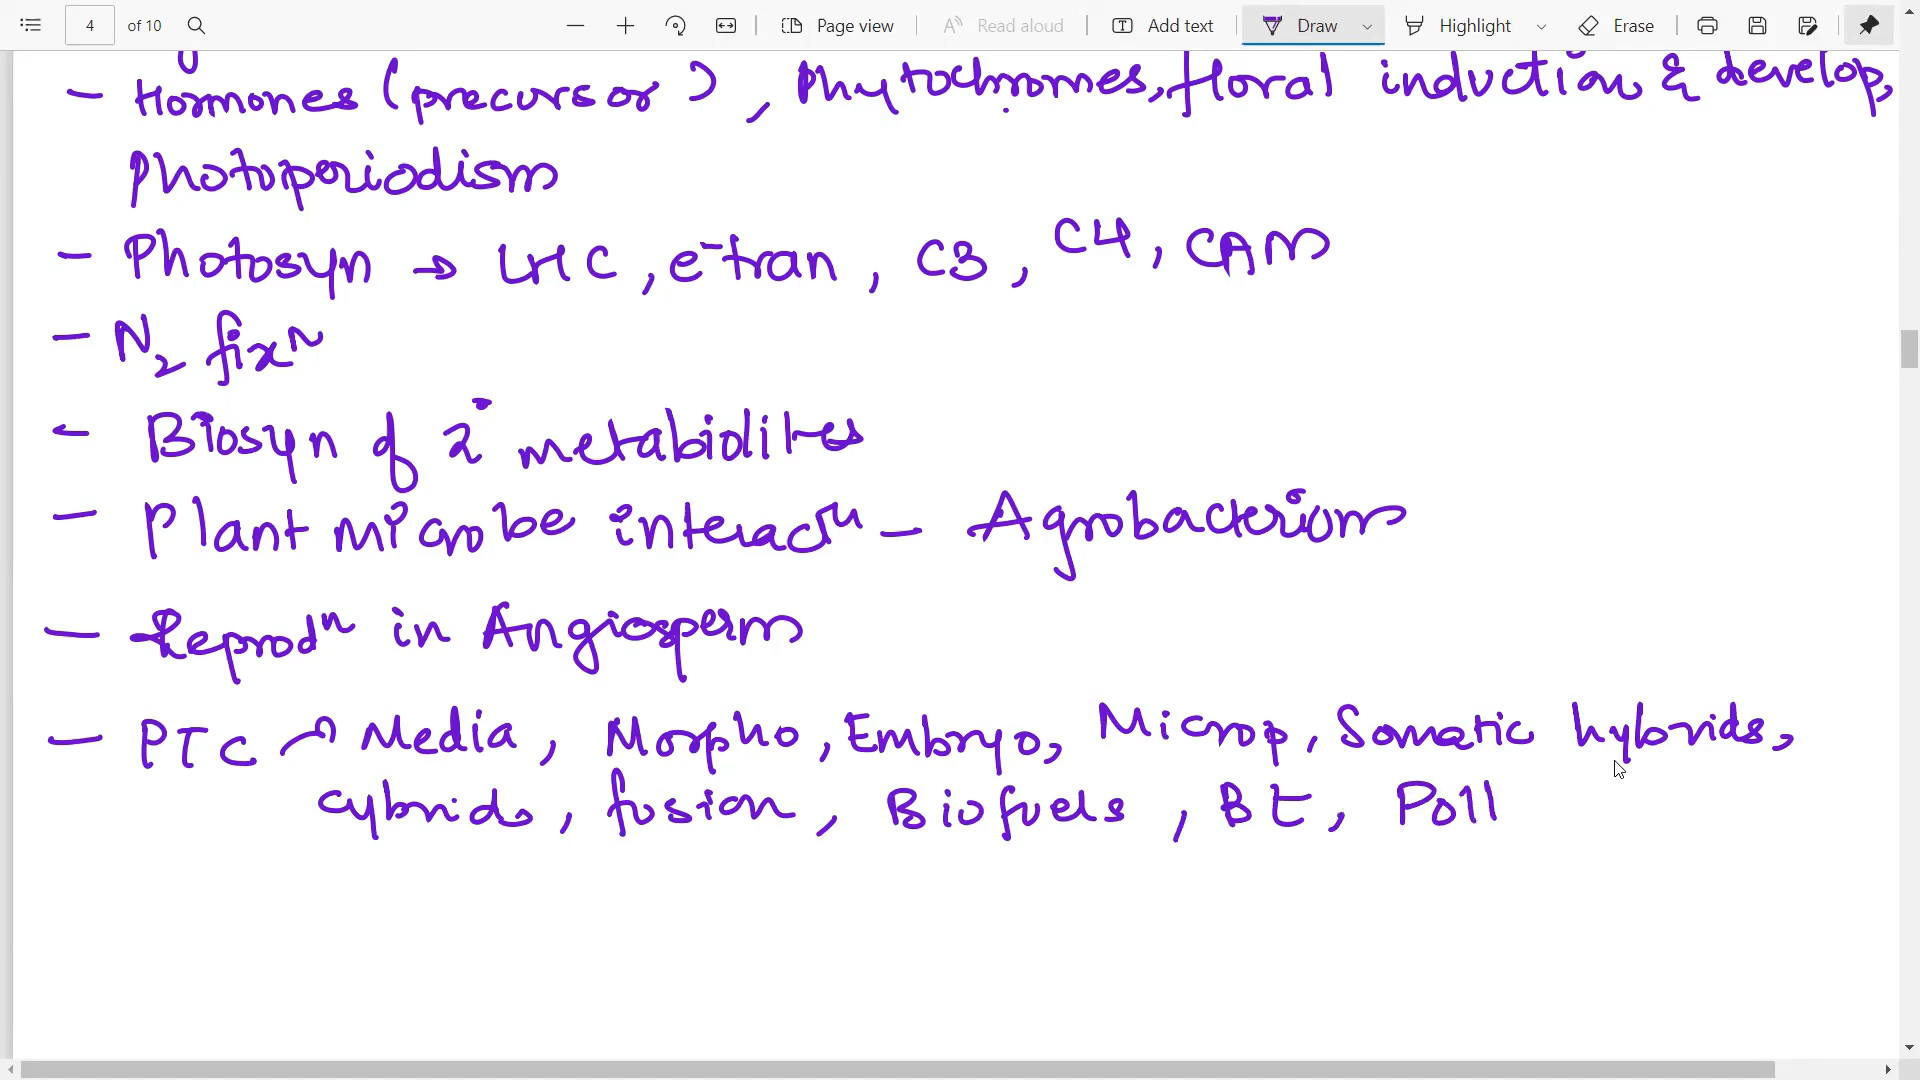 4 of 10 Page view Read aloud Add text Draw Highlight Erase
- Hormones (precursor), Phytochromes, floral induction & develop,
Photoperiodism
- Photosyn → LHC, e⁻tran, C3, C4, CAM
- N₂ fixⁿ
- Biosyn of 2° metabiolites
- Plant microbe interactⁿ - Agrobacterium
- Reprodⁿ in Angiosperm
- PTC → Media, Morpho, Embryo, Microp, Somatic hybrids,
cybrids, fusion, Biofuels, Bt, Poll